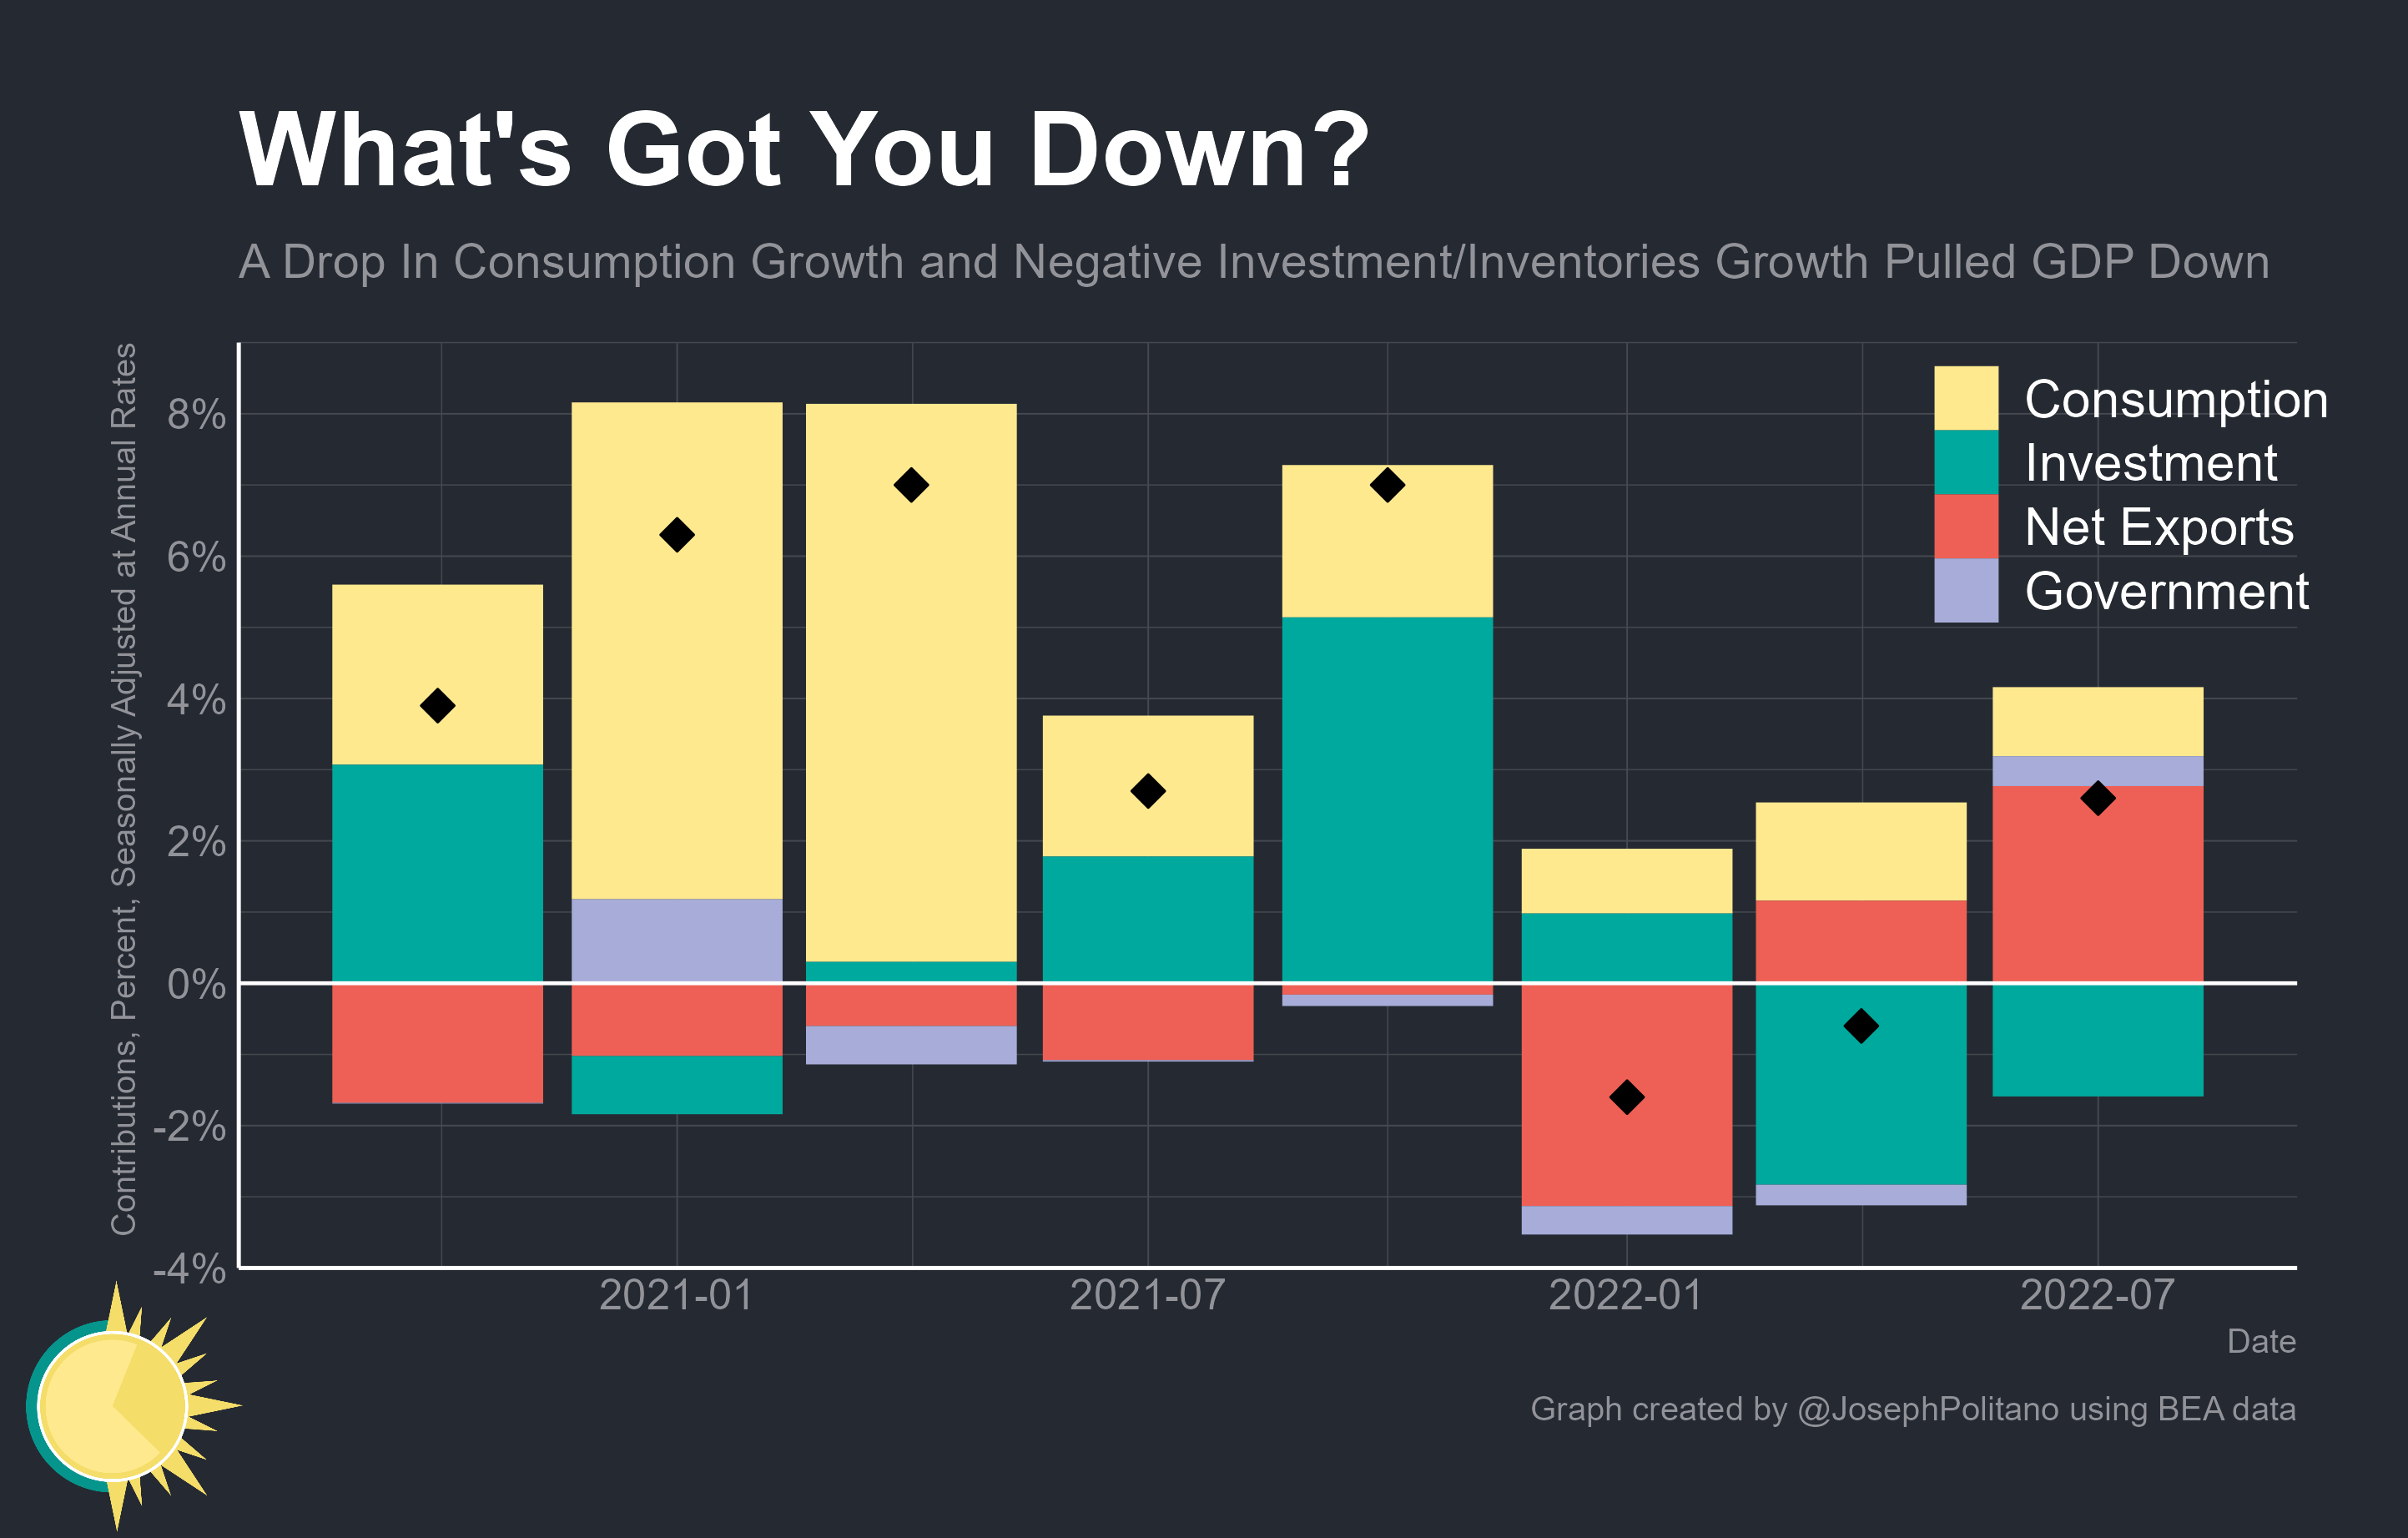 What's Got You Down?
A Drop In Consumption Growth and Negative Investment/Inventories Growth Pulled GDP Down
Contributions, Percent, Seasonally Adjusted at Annual Rates
8%
6%
4%
2%
0%
-2%
-4%
Consumption
Investment
Net Exports
Government
2021-01
2021-07
2022-01
2022-07
Date
Graph created by @JosephPolitano using BEA data